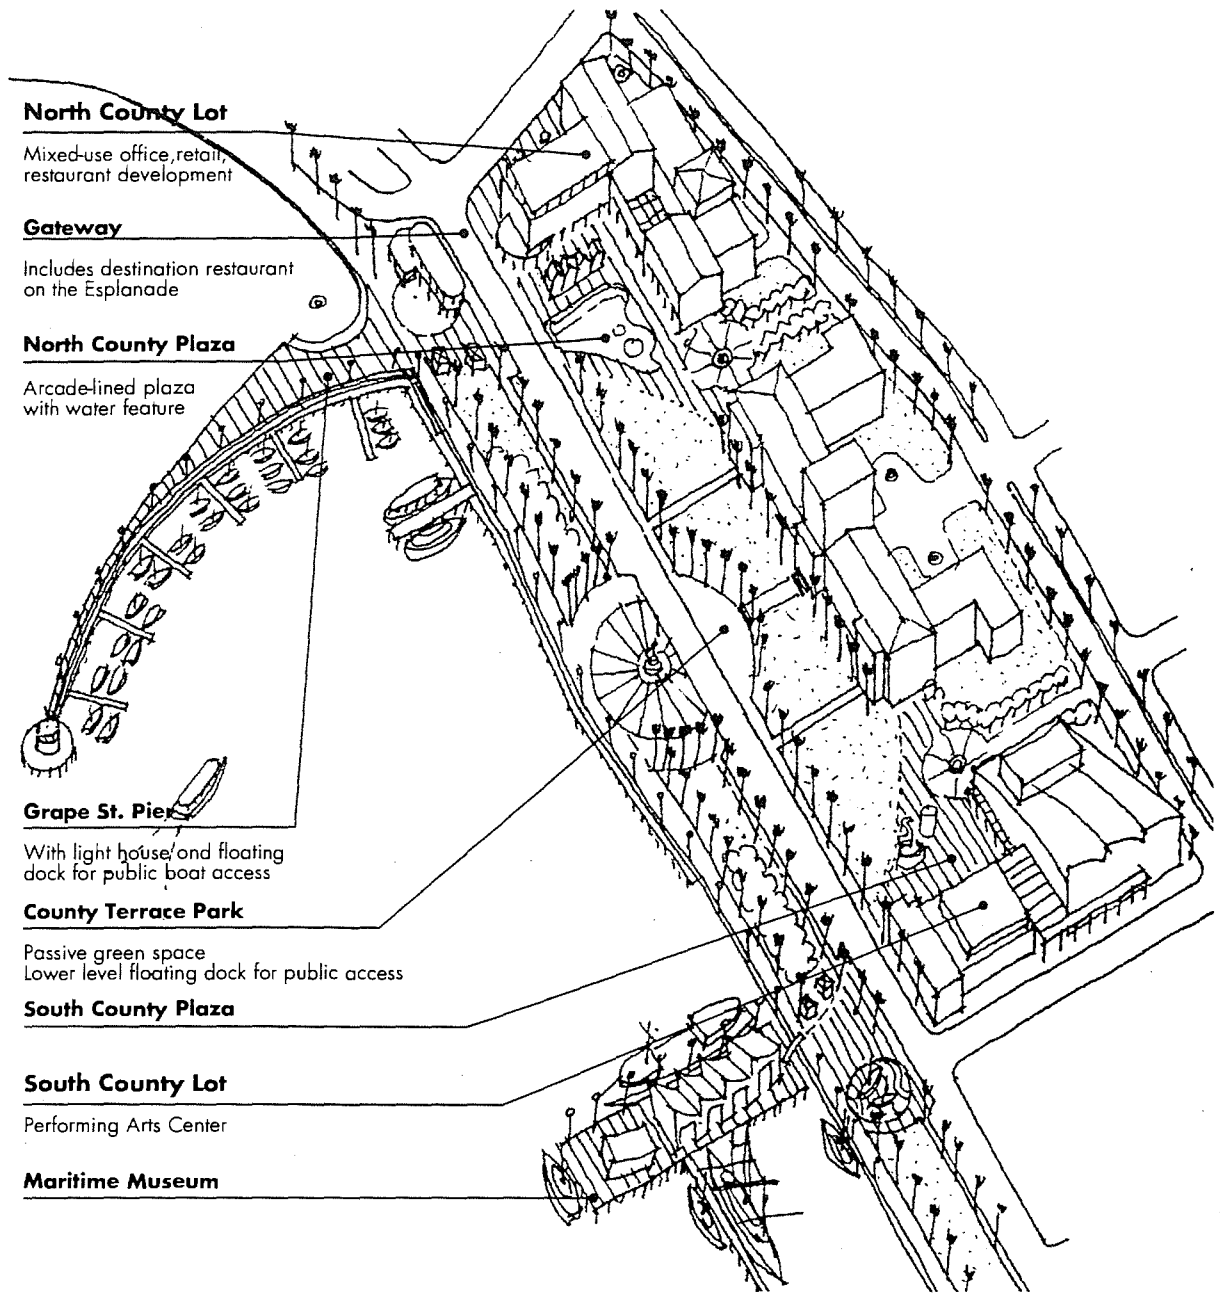 North County Lot
Mixed-use office, retail,
restaurant development
Gateway
Includes destination restaurant
on the Esplanade
North County Plaza
Arcade-lined plaza
with water feature
Grape St. Pier
With light house ond floating
dock for public boat access
County Terrace Park
Passive green space
Lower level floating dock for public access
South County Plaza
South County Lot
Performing Arts Center
Maritime Museum